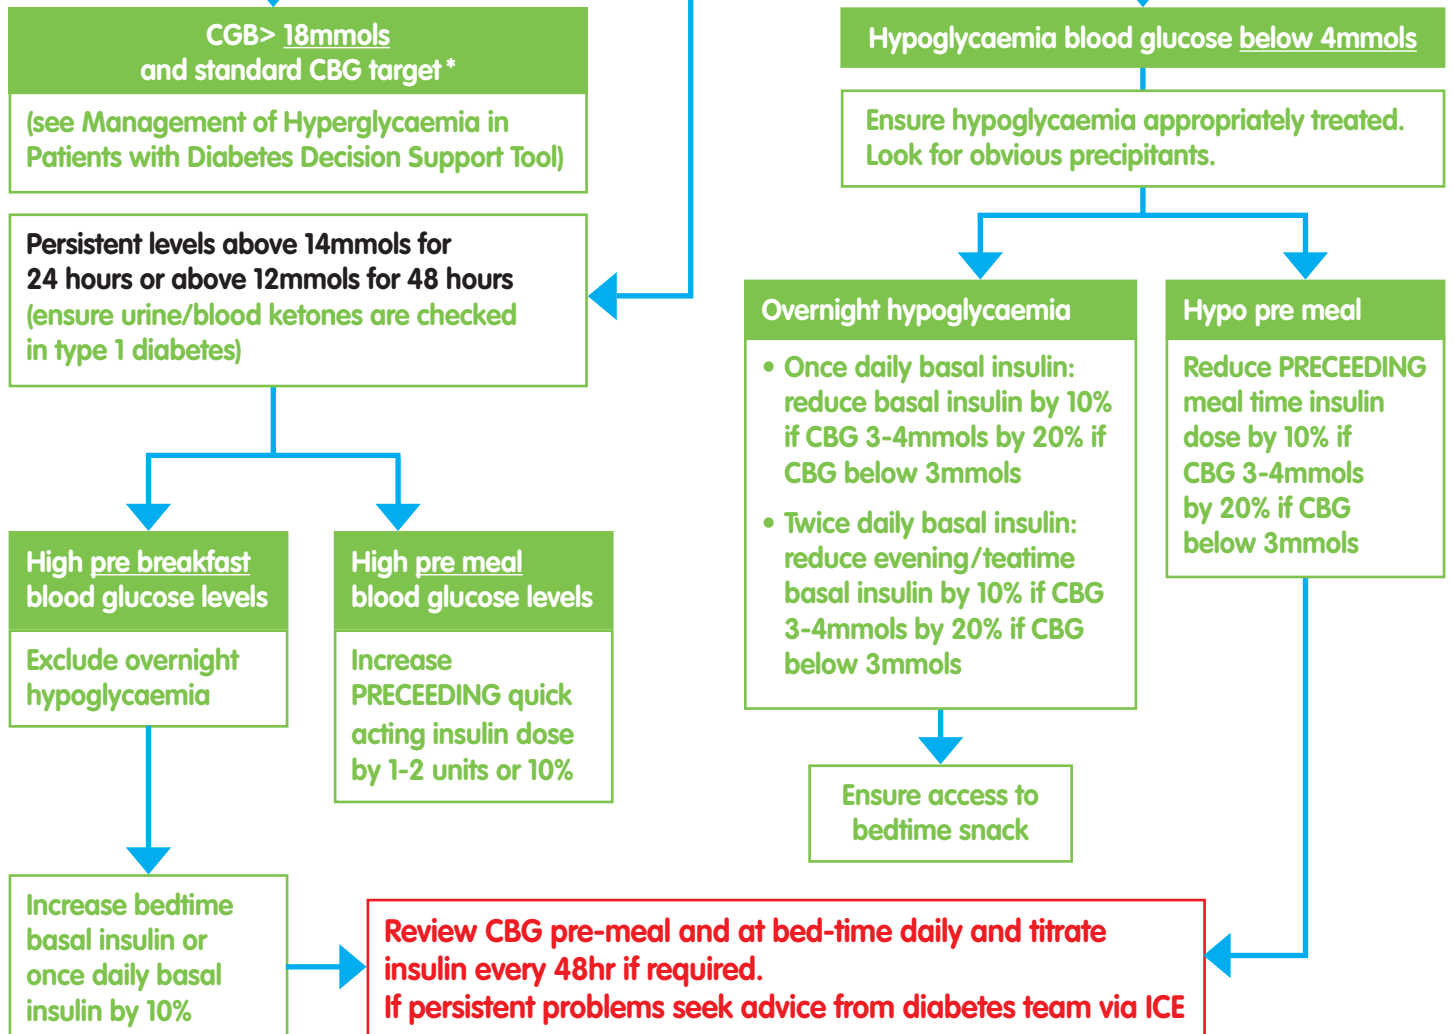 CGB> 18mmols
and standard CBG target*
(see Management of Hyperglycaemia in
Patients with Diabetes Decision Support Tool)
Persistent levels above 14mmols for
24 hours or above 12mmols for 48 hours
(ensure urine/blood ketones are checked
in type 1 diabetes)
High pre breakfast
blood glucose levels
Exclude overnight
hypoglycaemia
Increase bedtime
basal insulin or
once daily basal
insulin by 10%
High pre meal
blood glucose levels
Increase
PRECEEDING quick
acting insulin dose
by 1-2 units or 10%
Hypoglycaemia blood glucose below 4mmols
Ensure hypoglycaemia appropriately treated.
Look for obvious precipitants.
Overnight hypoglycaemia
• Once daily basal insulin:
reduce basal insulin by 10%
if CBG 3-4mmols by 20% if
CBG below 3mmols
• Twice daily basal insulin:
reduce evening/teatime
basal insulin by 10% if CBG
3-4mmols by 20% if CBG
below 3mmols
Ensure access to
bedtime snack
Hypo pre meal
Reduce PRECEEDING
meal time insulin
dose by 10% if
CBG 3-4mmols
by 20% if CBG
below 3mmols
Review CBG pre-meal and at bed-time daily and titrate
insulin every 48hr if required.
If persistent problems seek advice from diabetes team via ICE